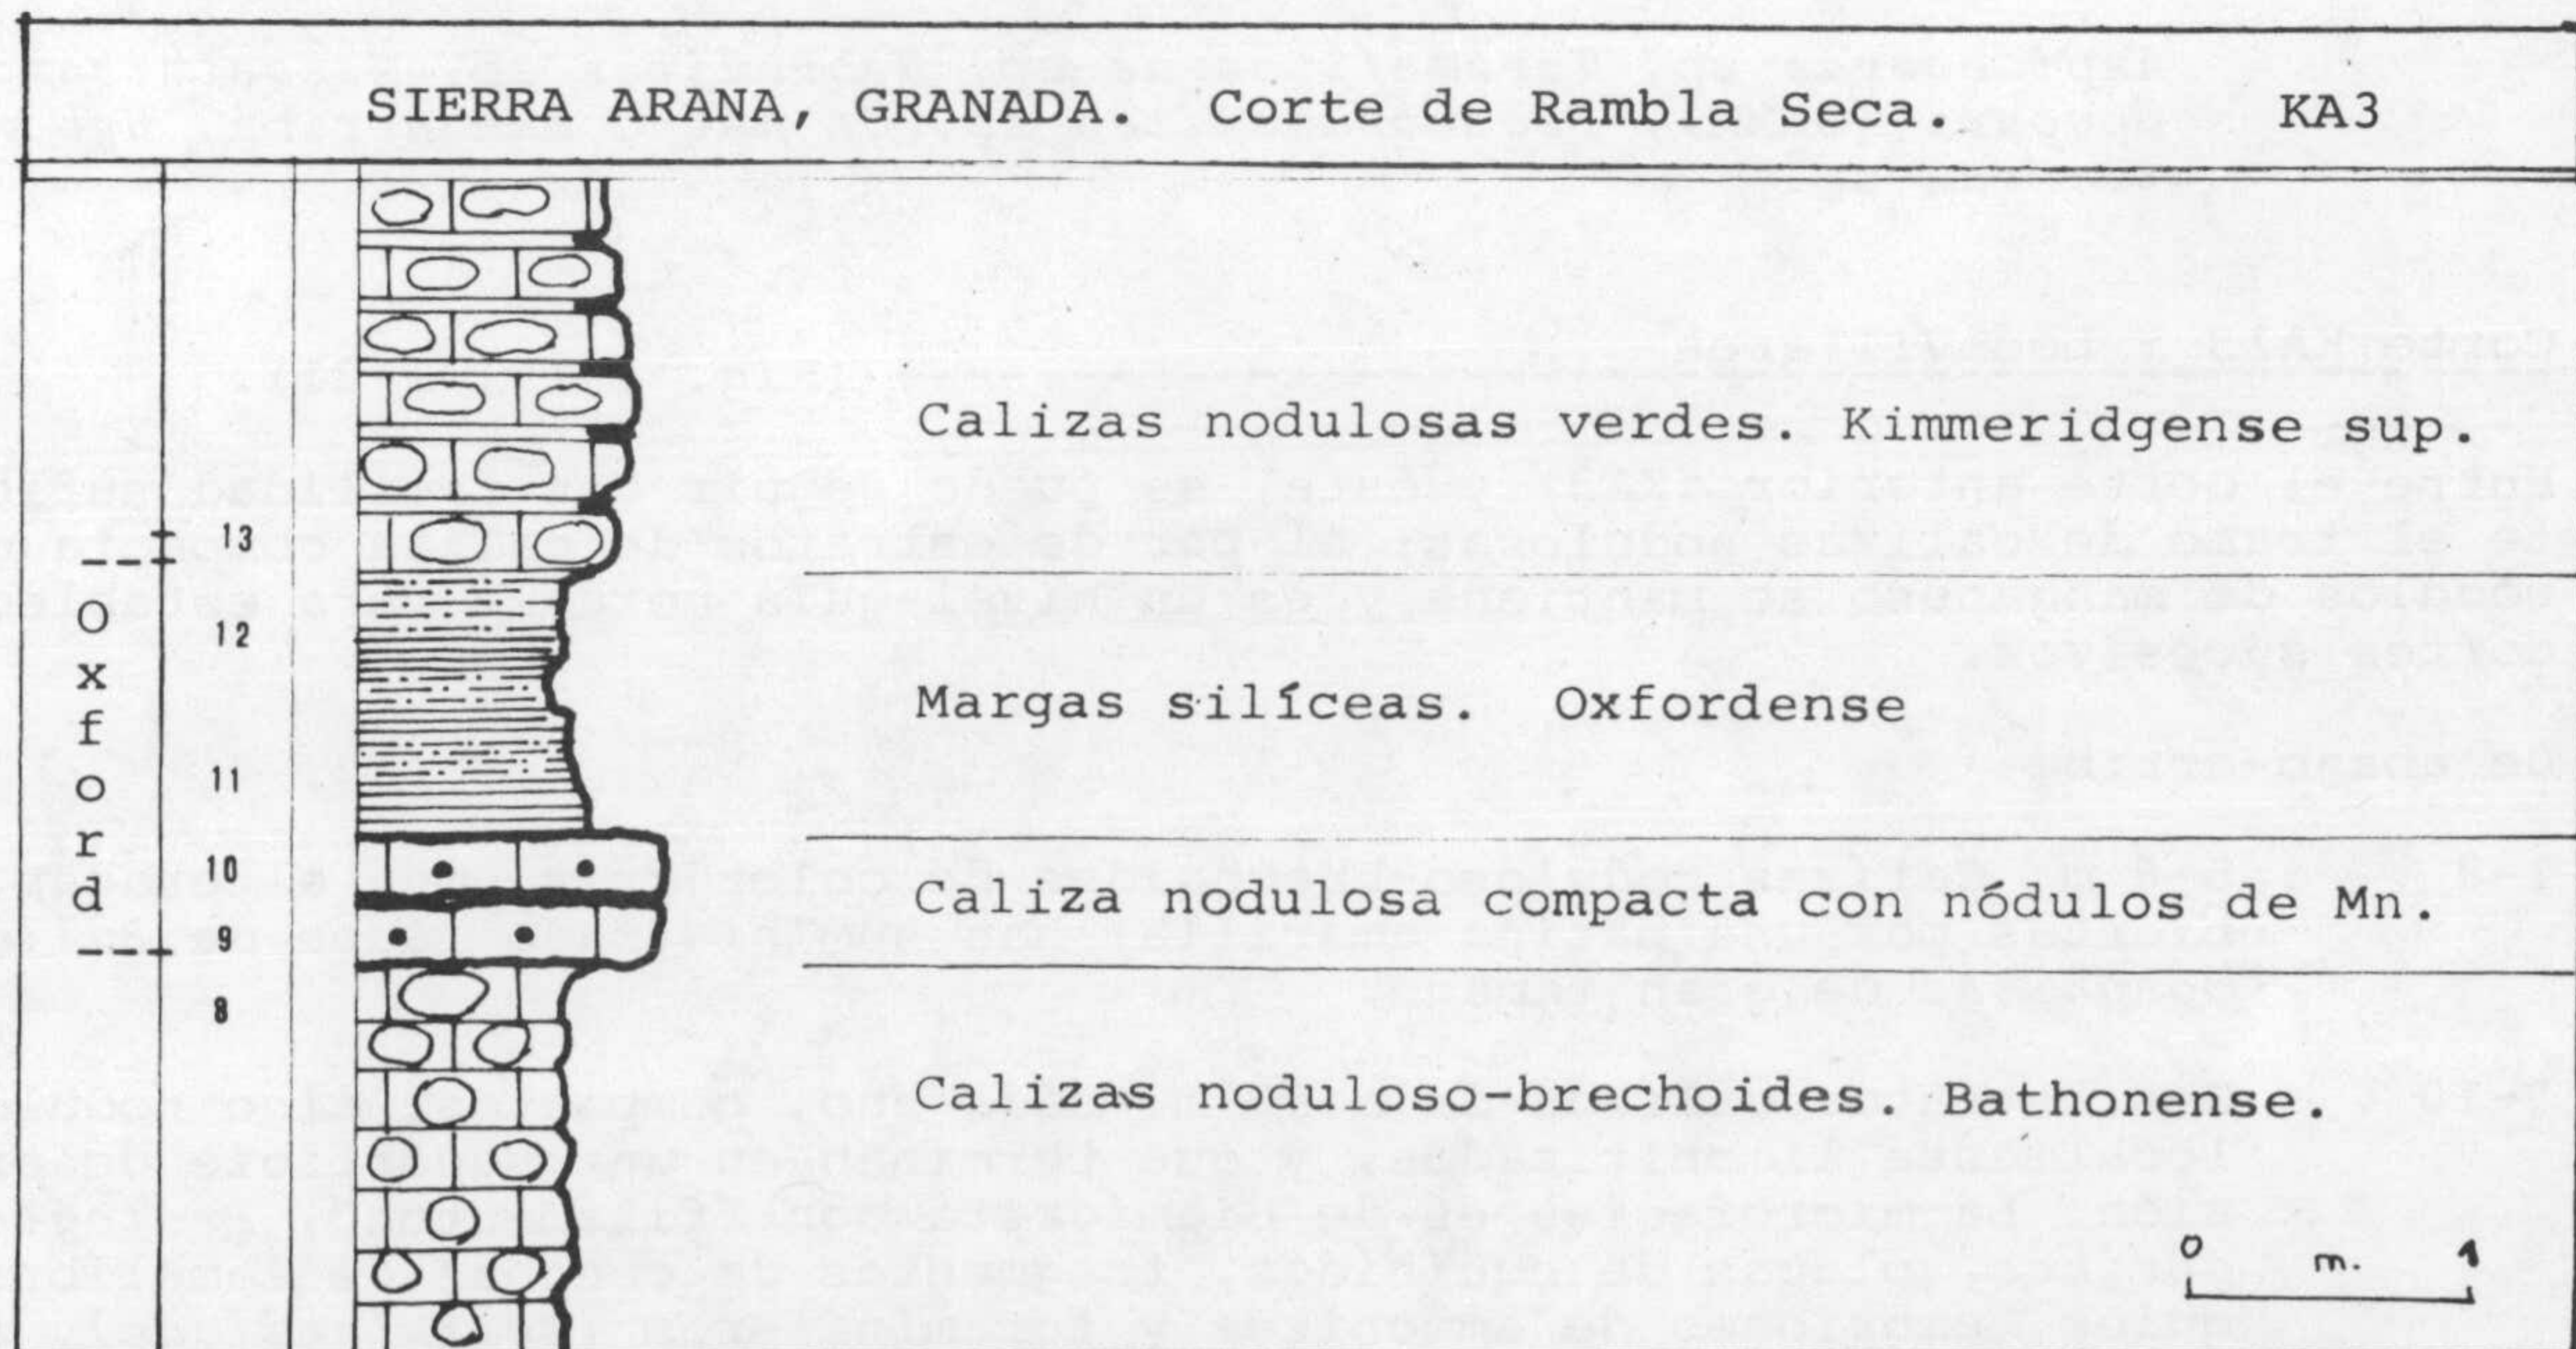 SIERRA ARANA, GRANADA. Corte de Rambla Seca. KA3
Calizas nodulosas verdes. Kimmeridgense sup.
13
Oxford
12
Margas silíceas. Oxfordense
11
10
Caliza nodulosa compacta con nódulos de Mn.
9
8
Calizas noduloso-brechoides. Bathonense.
0 m. 1